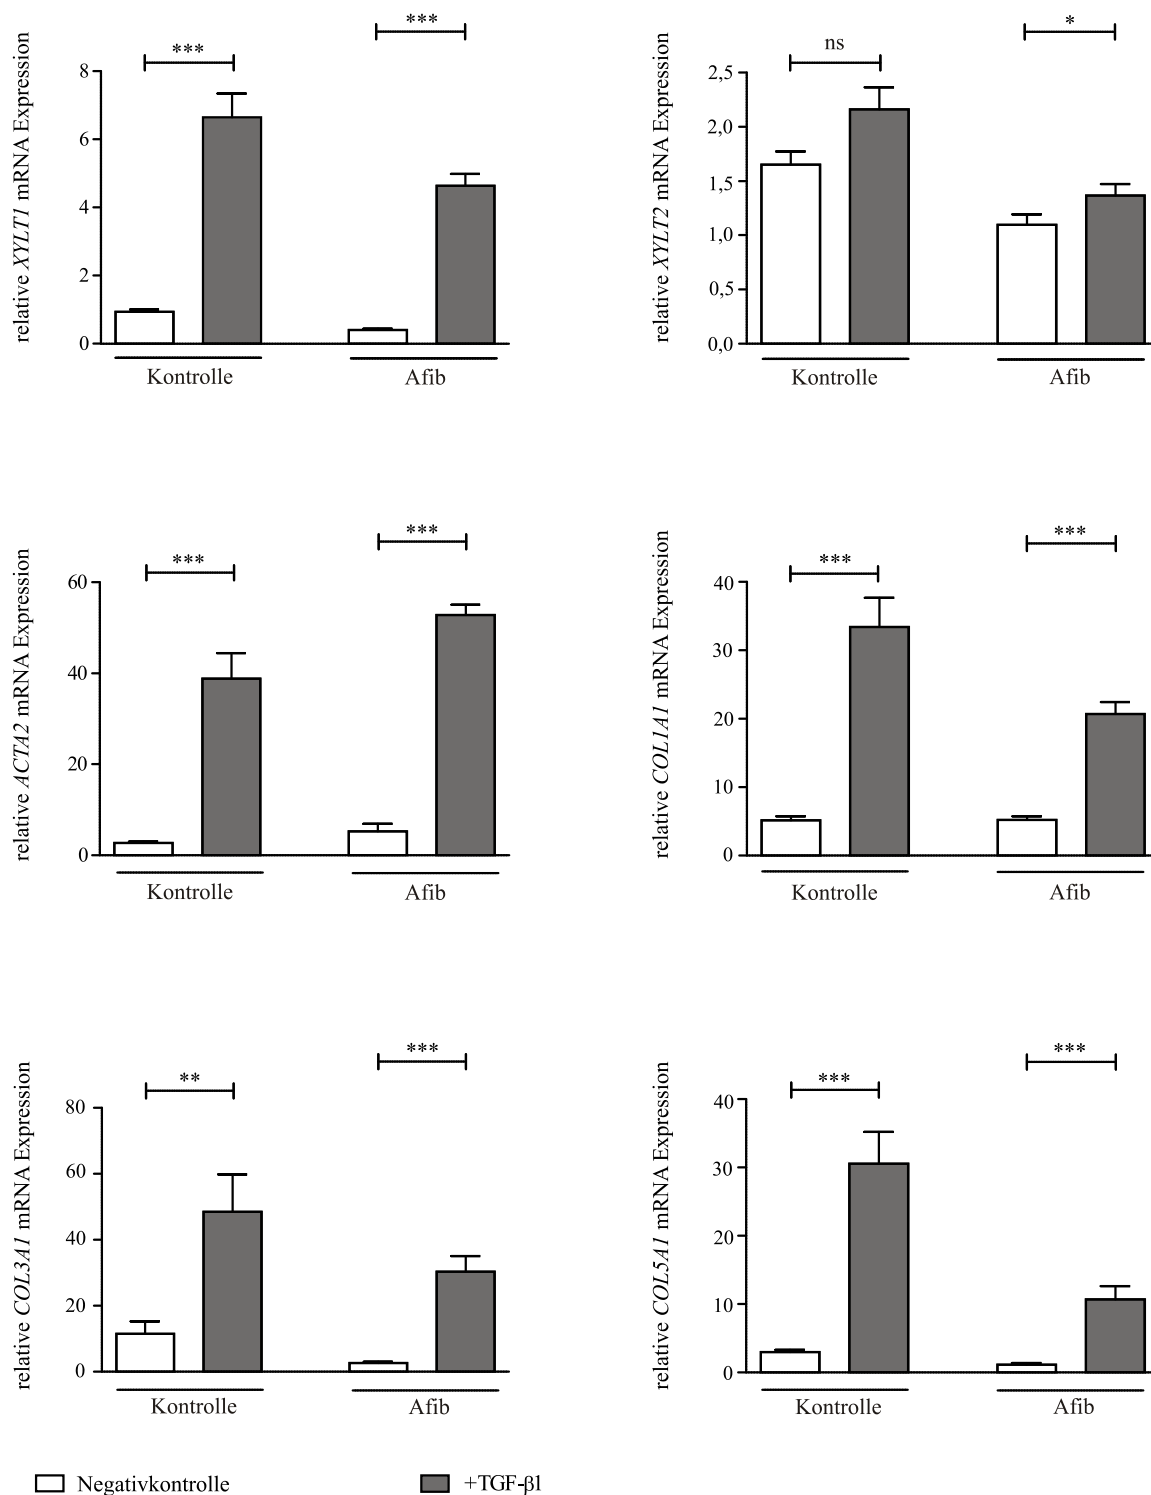 ***
***
8
6
4
2
0
relative XYLT1 mRNA Expression
Kontrolle
Afib
ns
*
2,5
2,0
1,5
1,0
0,5
0,0
relative XYLT2 mRNA Expression
Kontrolle
Afib
***
***
60
40
20
0
relative ACTA2 mRNA Expression
Kontrolle
Afib
***
***
40
30
20
10
0
relative COL1A1 mRNA Expression
Kontrolle
Afib
**
***
80
60
40
20
0
relative COL3A1 mRNA Expression
Kontrolle
Afib
***
***
40
30
20
10
0
relative COL5A1 mRNA Expression
Kontrolle
Afib
Negativkontrolle
+TGF-β1